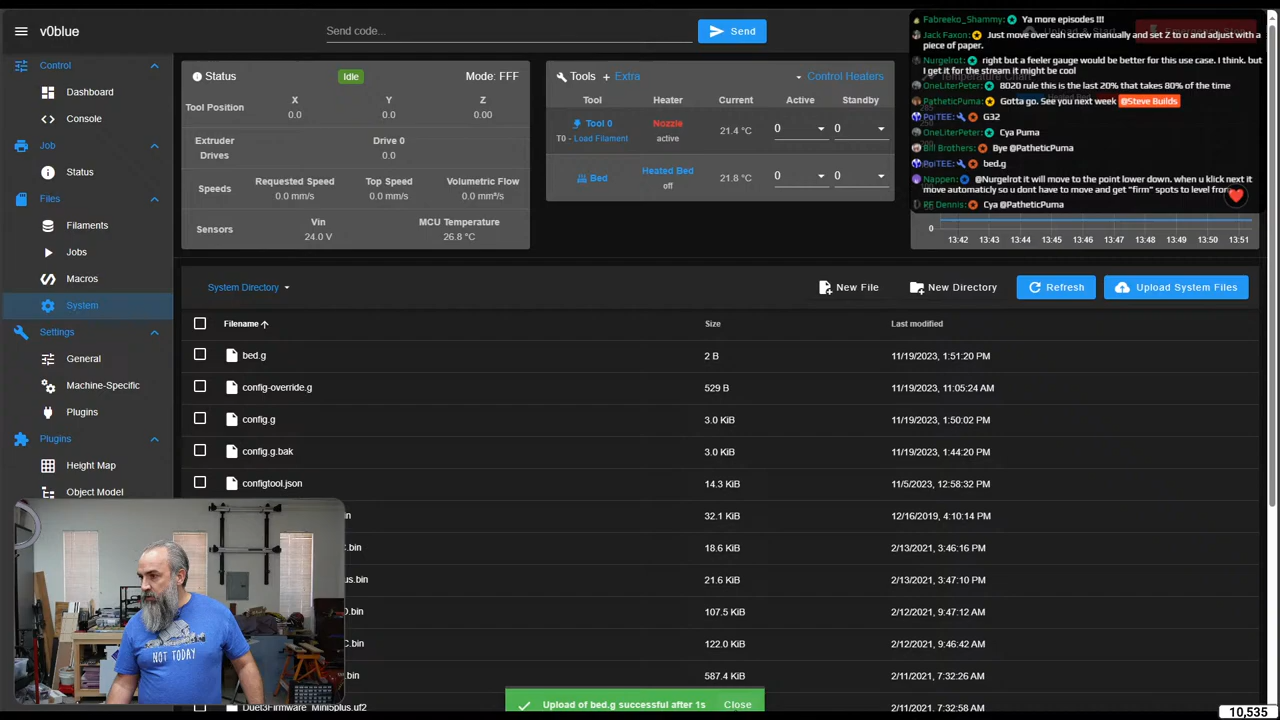 v0blue
Send code...
Send
Control
Dashboard
Console
Job
Status
Files
Filaments
Jobs
Macros
System
Settings
General
Machine-Specific
Plugins
Plugins
Height Map
Object Model
Status
Idle
Mode: FFF
Tool Position
X
Y
Z
0.0
0.0
0.00
Extruder
Drives
Drive 0
0.0
Speeds
Requested Speed
Top Speed
Volumetric Flow
0.0 mm/s
0.0 mm/s
0.0 mm³/s
Sensors
Vin
MCU Temperature
24.0 V
26.8 °C
Tools
Extra
Control Heaters
Tool
Heater
Current
Active
Standby
Tool 0
T0 - Load Filament
Nozzle
active
21.4 °C
0
0
Bed
Heated Bed
off
21.8 °C
0
0
Fabreeko_Shammy: Ya more episodes !!!
Jack Faxon: Just move over eah screw manually and set Z to o and adjust with a
piece of paper.
Nurgelrot: right but a feeler gauge would be better for this use case. I think. but
I get it for the stream it might be cool
OneLiterPeter: 8020 rule this is the last 20% that takes 80% of the time
PatheticPuma: Gotta go. See you next week @Steve Builds
PoiTEE: G32
OneLiterPeter: Cya Puma
Bill Brothers: Bye @PatheticPuma
PoiTEE: bed.g
Nappen: @Nurgelrot it will move to the point lower down. when u klick next it
move automaticly so u dont have to move and get "firm" spots to level from
PF Dennis: Cya @PatheticPuma
0
13:42 13:43 13:44 13:45 13:46 13:47 13:48 13:49 13:50 13:51
System Directory
New File
New Directory
Refresh
Upload System Files
Filename
Size
Last modified
bed.g 2 B 11/19/2023, 1:51:20 PM
config-override.g 529 B 11/19/2023, 11:05:24 AM
config.g 3.0 KiB 11/19/2023, 1:50:02 PM
config.g.bak 3.0 KiB 11/19/2023, 1:44:20 PM
configtool.json 14.3 KiB 11/5/2023, 12:58:32 PM
32.1 KiB 12/16/2019, 4:10:14 PM
.bin 18.6 KiB 2/13/2021, 3:46:16 PM
us.bin 21.6 KiB 2/13/2021, 3:47:10 PM
.bin 107.5 KiB 2/12/2021, 9:47:12 AM
.bin 122.0 KiB 2/12/2021, 9:46:42 AM
.bin 587.4 KiB 2/11/2021, 7:32:26 AM
Duet3Firmware_Mini5plus.uf2 2/11/2021, 7:32:58 AM
NOT TODAY
Upload of bed.g successful after 1s
Close
10,535